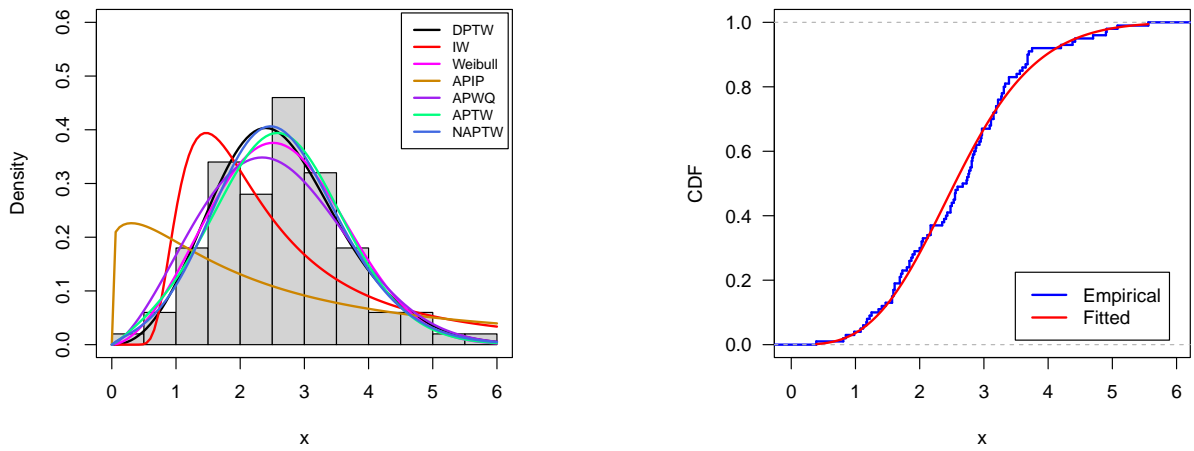 0.0 0.1 0.2 0.3 0.4 0.5 0.6
Density
DPTW
IW
Weibull
APIP
APWQ
APTW
NAPTW
0 1 2 3 4 5 6
x
1.0
0.8
0.6
0.4
0.2
0.0
CDF
Empirical
Fitted
0 1 2 3 4 5 6
x